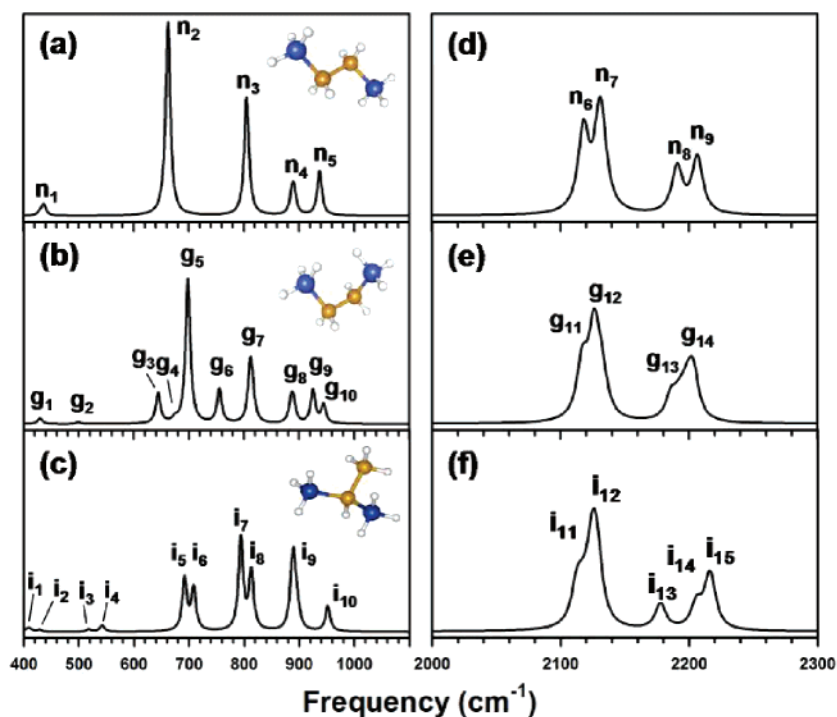 (a)
n2
n3
n1
n4
n5
(d)
n6
n7
n8
n9
(b)
g5
g3
g4
g7
g6
g1
g2
g8
g9
g10
(e)
g11
g12
g13
g14
(c)
i7
i5
i6
i8
i9
i1
i2
i3
i4
i10
(f)
i12
i11
i14
i15
i13
400 500 600 700 800 900 1000
2000 2100 2200 2300
Frequency (cm-1)